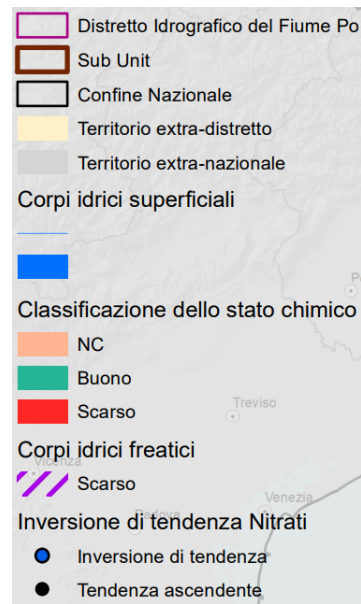 Distretto Idrografico del Fiume Po
Sub Unit
Confine Nazionale
Territorio extra-distretto
Territorio extra-nazionale
Corpi idrici superficiali
Classificazione dello stato chimico
NC
Buono
Scarso
Treviso
Corpi idrici freatici
Vicenza
Scarso
Padova
Venezia
Inversione di tendenza Nitrati
Inversione di tendenza
Tendenza ascendente